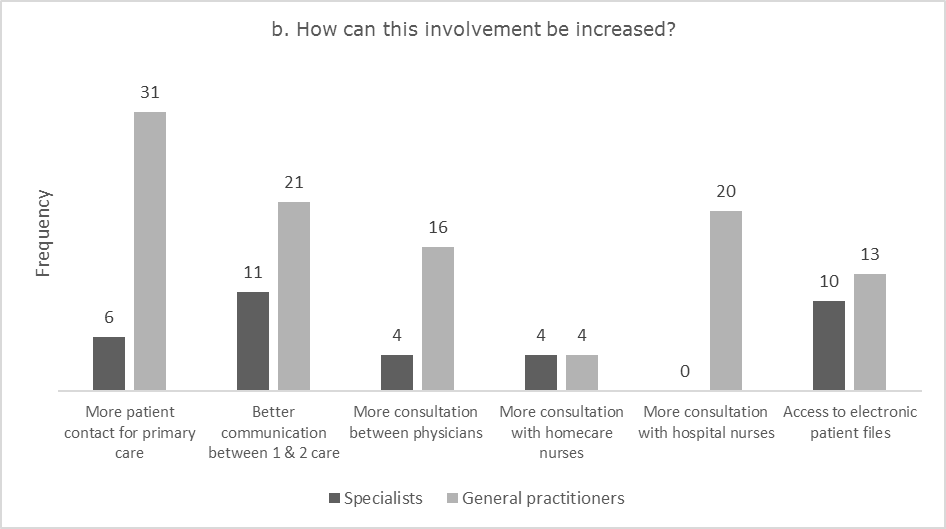 b. How can this involvement be increased?
Frequency
31
6
11
21
4
16
4
4
0
20
10
13
More patient
contact for primary
care
Better
communication
between 1 & 2 care
More consultation
between physicians
More consultation
with homecare
nurses
More consultation
with hospital nurses
Access to electronic
patient files
Specialists
General practitioners